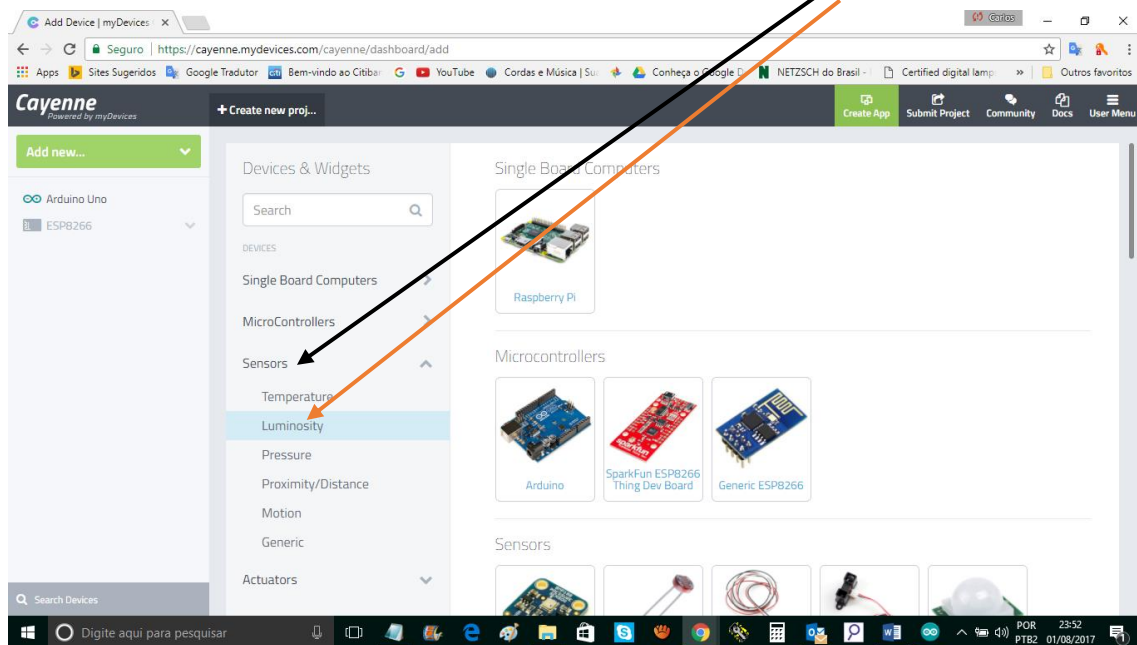 Add Device | myDevices
Carlos
Seguro | https://cayenne.mydevices.com/cayenne/dashboard/add
Apps Sites Sugeridos Google Tradutor Bem-vindo ao Citiban YouTube Cordas e Música | Su Conheça o Google D NETZSCH do Brasil - Certified digital lamp » Outros favoritos
Cayenne
Powered by myDevices
+ Create new proj...
Create App Submit Project Community Docs User Menu
Add new...
Arduino Uno
ESP8266
Search Devices
Devices & Widgets
Search
DEVICES
Single Board Computers
MicroControllers
Sensors
Temperature
Luminosity
Pressure
Proximity/Distance
Motion
Generic
Actuators
Single Board Computers
Raspberry Pi
Microcontrollers
Arduino
SparkFun ESP8266
Thing Dev Board
Generic ESP8266
Sensors
Digite aqui para pesquisar
POR 23:52
PTB2 01/08/2017